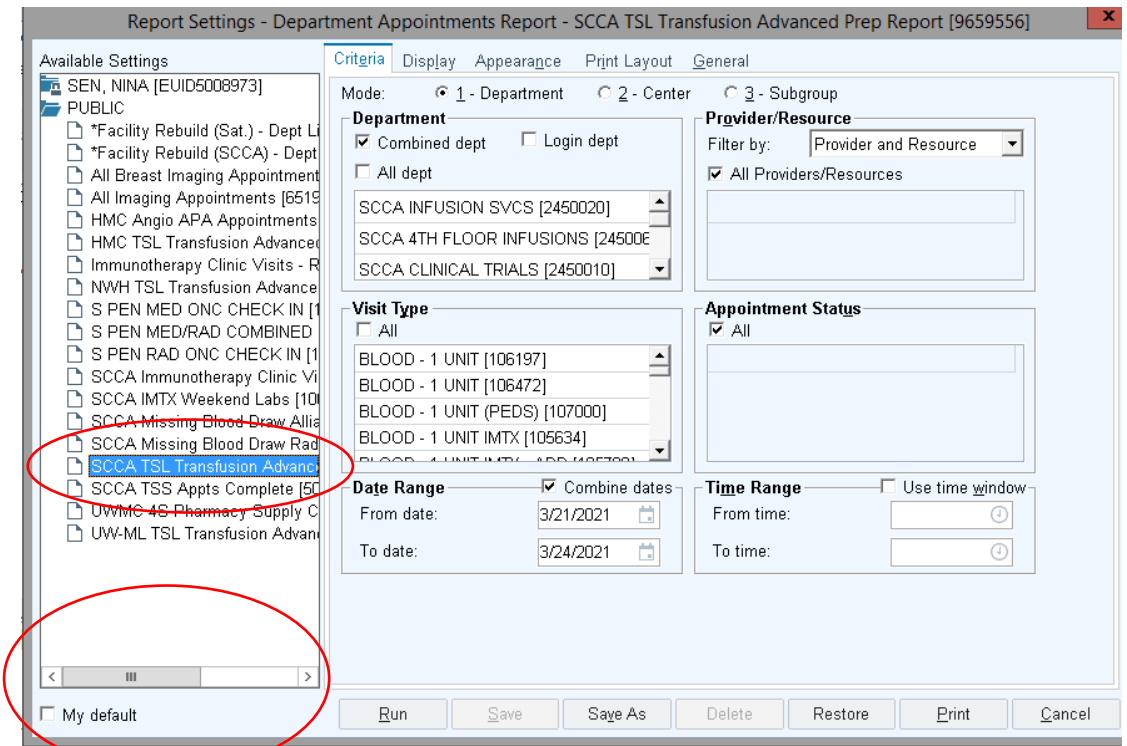 Report Settings - Department Appointments Report - SCCA TSL Transfusion Advanced Prep Report [9659556]
x
Available Settings
SEN, NINA [EUID5008973]
PUBLIC
*Facility Rebuild (Sat.) - Dept Li
*Facility Rebuild (SCCA) - Dept
All Breast Imaging Appointment
All Imaging Appointments [6519
HMC Angio APA Appointments
HMC TSL Transfusion Advanced
Immunotherapy Clinic Visits - R
NWH TSL Transfusion Advance
S PEN MED ONC CHECK IN [1
S PEN MED/RAD COMBINED
S PEN RAD ONC CHECK IN [1
SCCA Immunotherapy Clinic Vi
SCCA IMTX Weekend Labs [10
SCCA Missing Blood Draw Allia
SCCA Missing Blood Draw Rad
SCCA TSL Transfusion Advanc
SCCA TSS Appts Complete [50
UWMC 4S Pharmacy Supply C
UW-ML TSL Transfusion Advan
My default
Criteria Display Appearance Print Layout General
Mode: 1 - Department 2 - Center 3 - Subgroup
Department
Combined dept Login dept
All dept
SCCA INFUSION SVCS [2450020]
SCCA 4TH FLOOR INFUSIONS [245006
SCCA CLINICAL TRIALS [2450010]
Provider/Resource
Filter by: Provider and Resource
All Providers/Resources
Visit Type
All
BLOOD - 1 UNIT [106197]
BLOOD - 1 UNIT [106472]
BLOOD - 1 UNIT (PEDS) [107000]
BLOOD - 1 UNIT IMTX [105634]
Appointment Status
All
Date Range Combine dates
From date: 3/21/2021
To date: 3/24/2021
Time Range Use time window
From time:
To time:
Run Save Save As Delete Restore Print Cancel